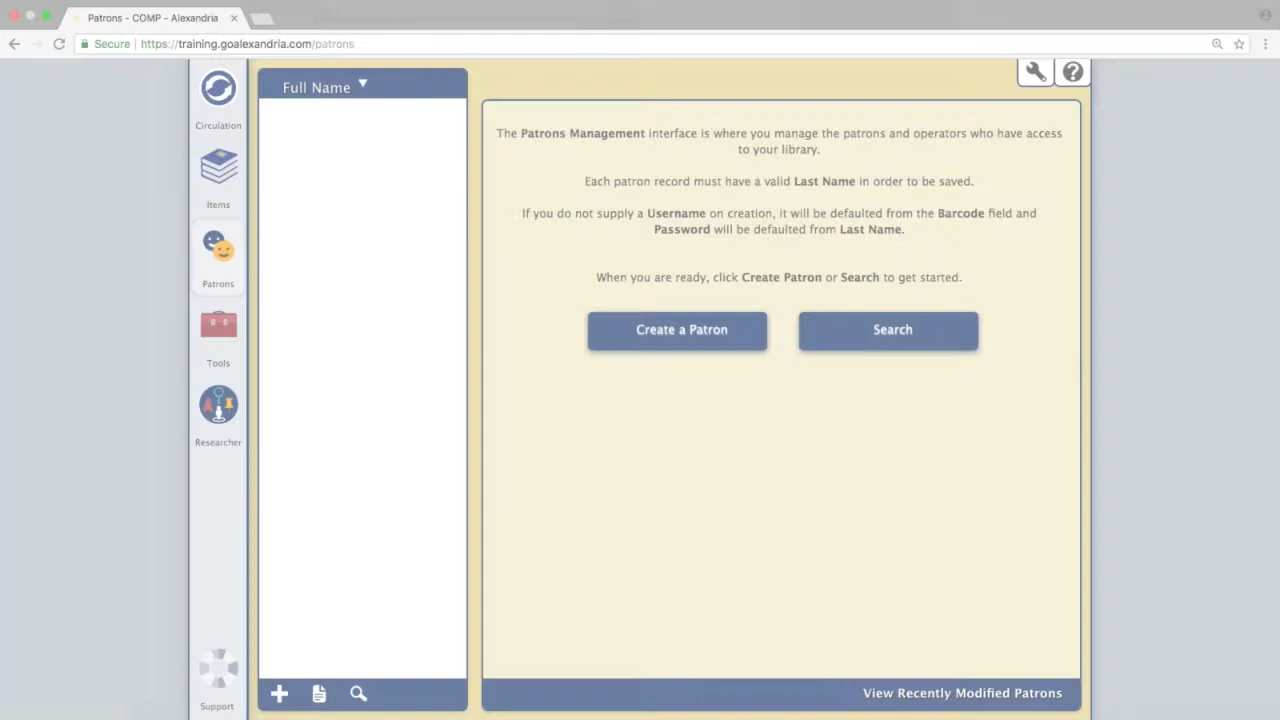 Patrons - COMP - Alexandria
Secure
https://training.goalexandria.com/patrons
Circulation
Items
Patrons
Tools
Researcher
Support
Full Name
The Patrons Management interface is where you manage the patrons and operators who have access
to your library.
Each patron record must have a valid Last Name in order to be saved.
If you do not supply a Username on creation, it will be defaulted from the Barcode field and
Password will be defaulted from Last Name.
When you are ready, click Create Patron or Search to get started.
Create a Patron
Search
View Recently Modified Patrons